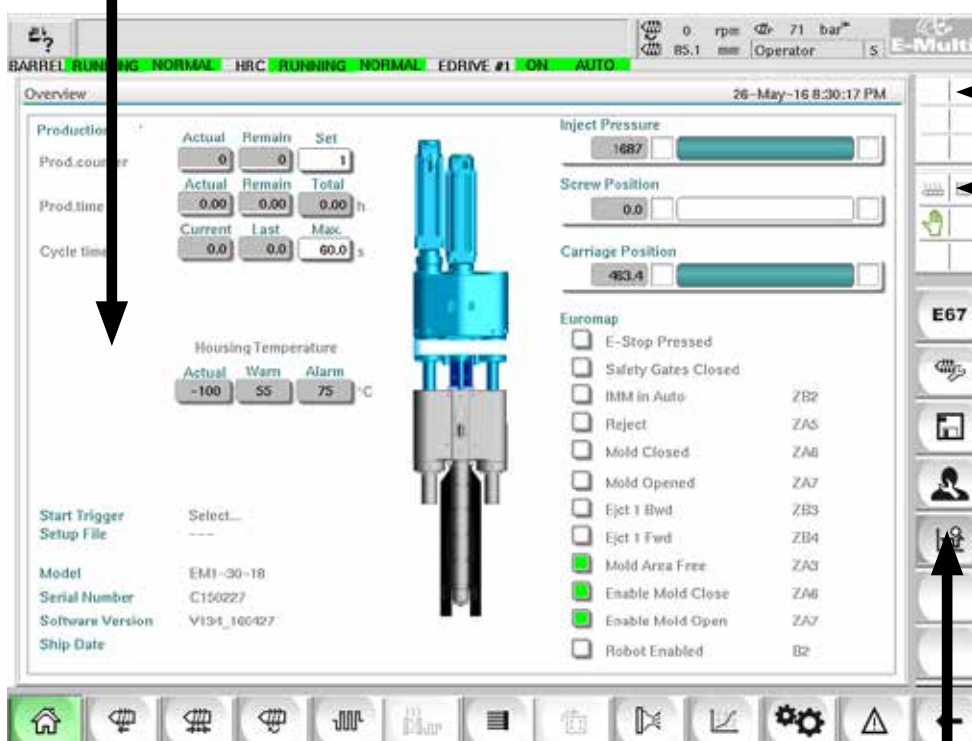 ?
0 rpm 71 bar
85.1 mm Operator S
E-Multi
BARREL RUNNING NORMAL HRC RUNNING NORMAL EDRIVE #1 ON AUTO
Overview 26-May-16 8:30:17 PM
Production
Actual Remain Set
Prod.counter 0 0 1
Actual Remain Total
Prod.time 0.00 0.00 0.00 h
Current Last Max.
Cycle time 0.0 0.0 60.0 s
Housing Temperature
Actual Warn Alarm
-100 55 75 °C
Start Trigger Select...
Setup File ---
Model EM1-30-18
Serial Number C150227
Software Version V134_160427
Ship Date
Inject Pressure
1687
Screw Position
0.0
Carriage Position
463.4
Euromap
E-Stop Pressed
Safety Gates Closed
IMM in Auto ZB2
Reject ZA5
Mold Closed ZA6
Mold Opened ZA7
Ejct 1 Bwd ZB3
Ejct 1 Fwd ZB4
Mold Area Free ZA3
Enable Mold Close ZA6
Enable Mold Open ZA7
Robot Enabled B2
E67